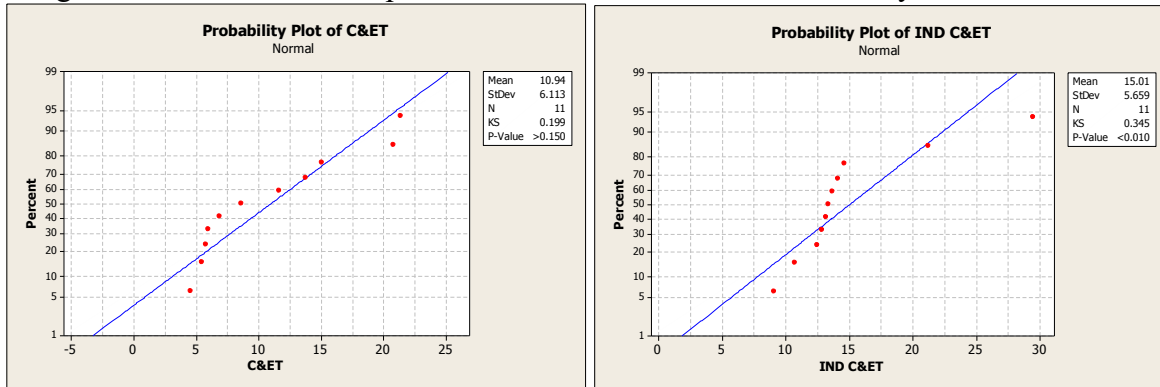 Probability Plot of C&ET
Normal
Mean 10.94
StDev 6.113
N 11
KS 0.199
P-Value >0.150
99
95
90
80
70
60
50
40
30
20
10
5
1
Percent
-5 0 5 10 15 20 25
C&ET
Probability Plot of IND C&ET
Normal
Mean 15.01
StDev 5.659
N 11
KS 0.345
P-Value <0.010
99
95
90
80
70
60
50
40
30
20
10
5
1
Percent
0 5 10 15 20 25 30
IND C&ET